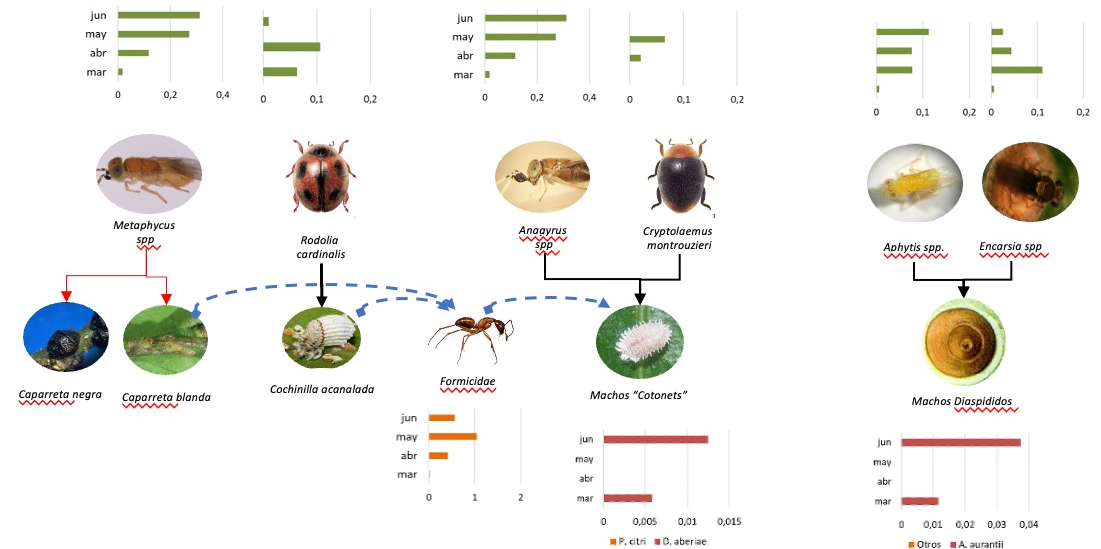 jun
may
abr
mar
0 0,2 0,4
0 0,1 0,2
jun
may
abr
mar
0 0,2 0,4
0 0,1 0,2
0 0,1 0,2
0 0,1 0,2
Metaphycus
spp
Rodolia
cardinalis
Anagyrus
spp
Cryptolaemus
montrouzieri
Aphytis spp.
Encarsia spp
Caparreta negra
Caparreta blanda
Cochinilla acanalada
Formicidae
Machos “Cotonets”
Machos Diaspididos
jun
may
abr
mar
0 1 2
jun
may
abr
mar
0 0,005 0,01 0,015
P. citri D. aberiae
jun
may
abr
mar
0 0,01 0,02 0,03 0,04
Otros A. aurantii